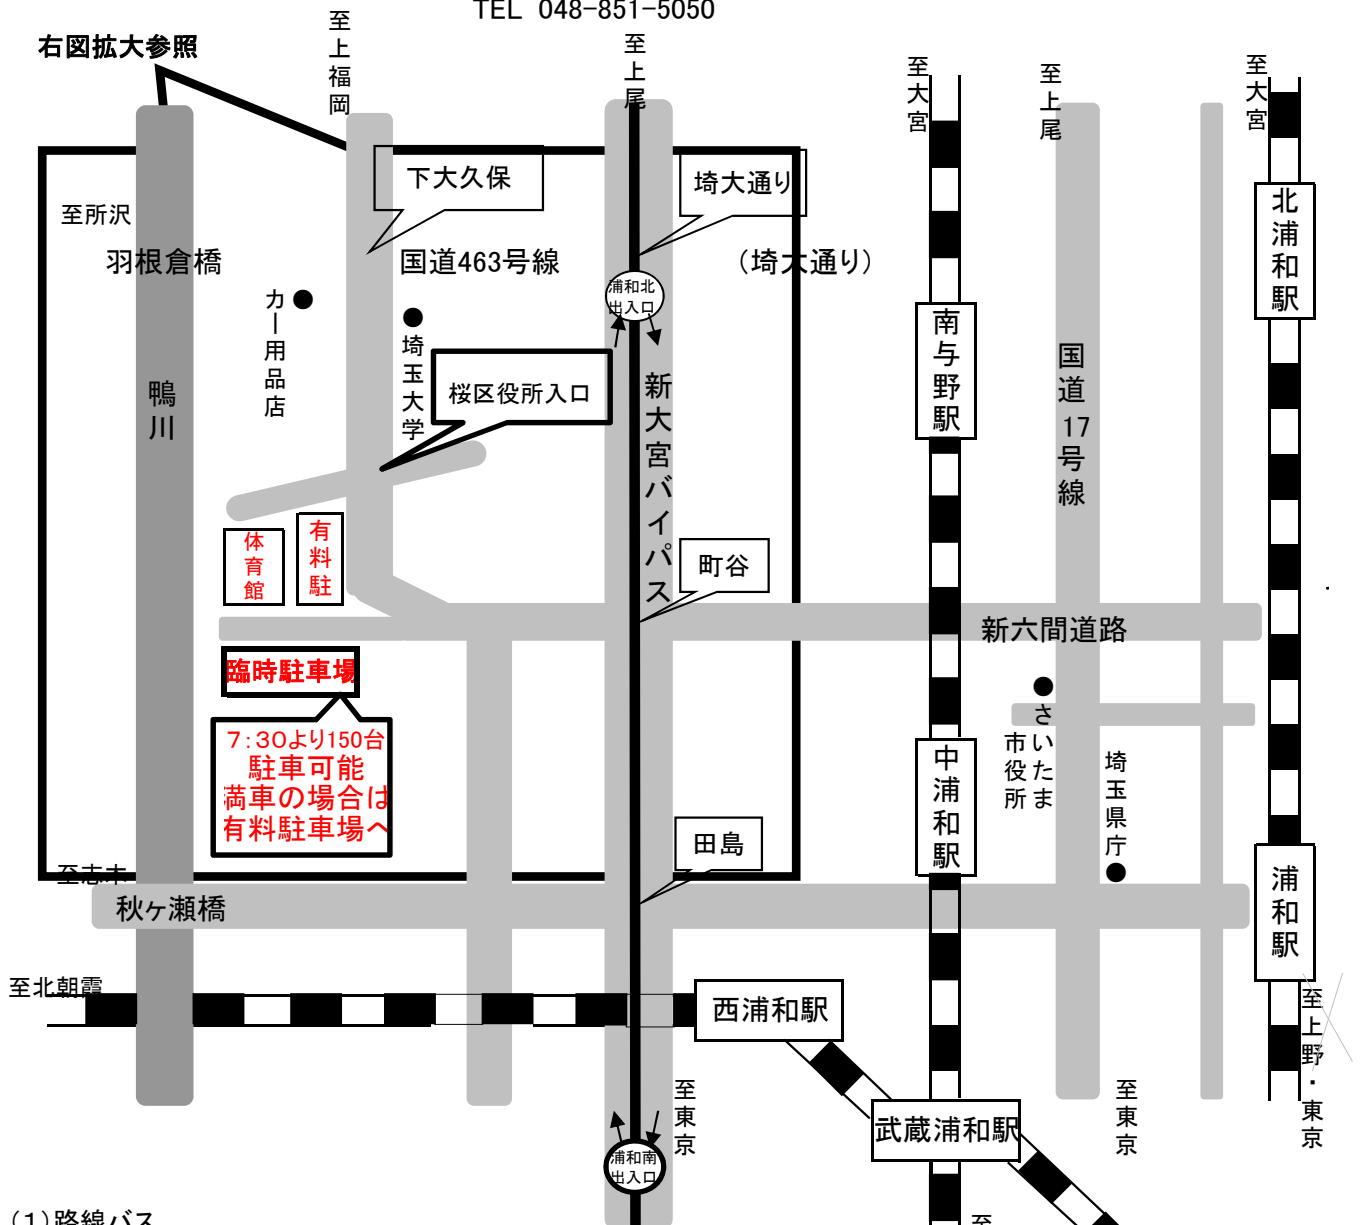 TEL 048-851-5050
右図拡大参照
至上福岡
至上尾
至大宮
至上尾
至大宮
下大久保
埼大通り
至所沢
羽根倉橋
国道463号線
(埼大通り)
北浦和駅
カー用品店
埼玉大学
浦和北
出入口
南与野駅
国道17号線
鴨川
桜区役所入口
新大宮バイパス
体育館
有料駐
町谷
新六間道路
臨時駐車場
7:30より150台
駐車可能
満車の場合は
有料駐車場へ
さいたま
市役所
中浦和駅
埼玉県庁
田島
至志木
秋ヶ瀬橋
浦和駅
至北朝霞
西浦和駅
至上野・東京
至東京
至東京
武蔵浦和駅
浦和南
出入口
(1)路線バス
至